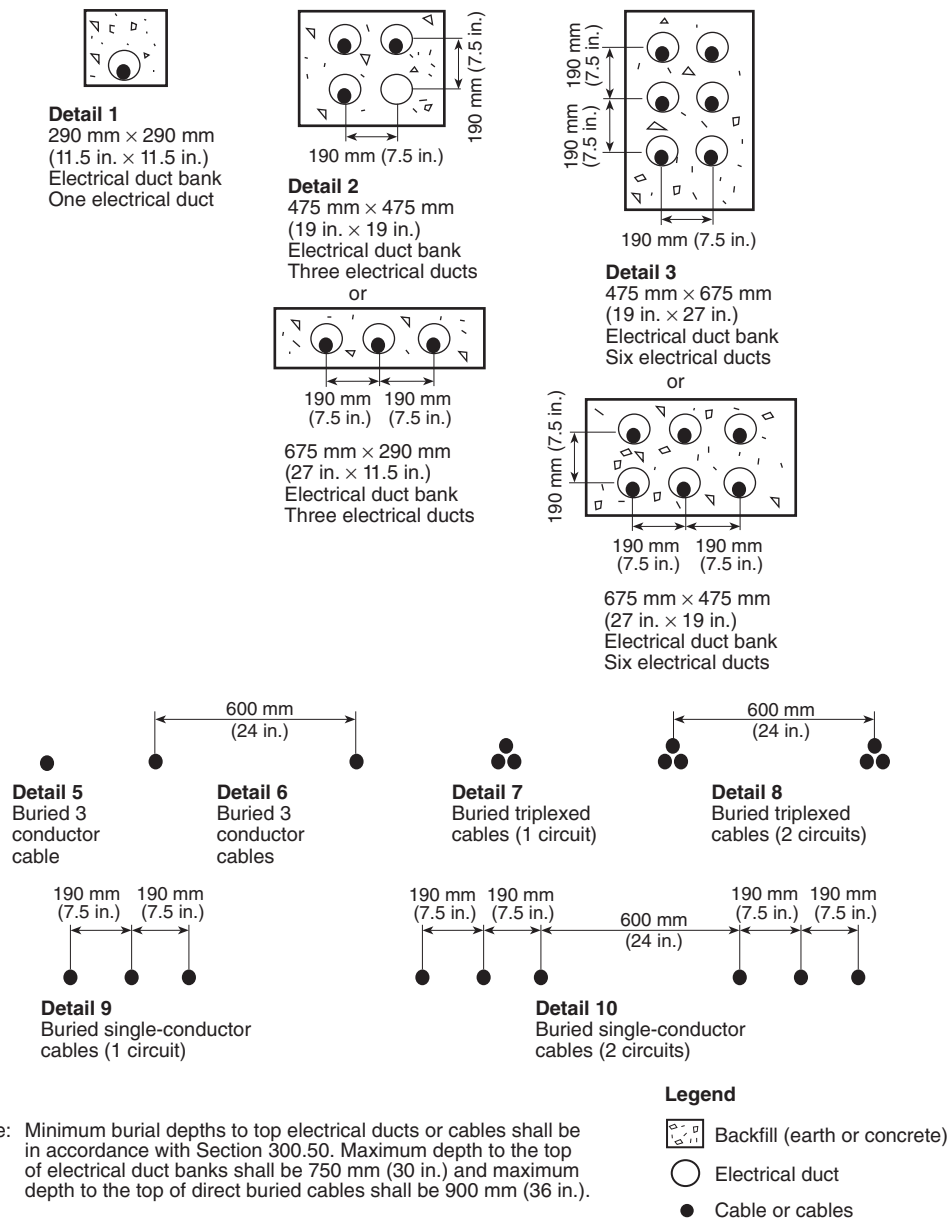 Detail 1
290 mm × 290 mm
(11.5 in. × 11.5 in.)
Electrical duct bank
One electrical duct
190 mm (7.5 in.)
190 mm (7.5 in.)
Detail 2
475 mm × 475 mm
(19 in. × 19 in.)
Electrical duct bank
Three electrical ducts
or
190 mm
(7.5 in.)
190 mm
(7.5 in.)
675 mm × 290 mm
(27 in. × 11.5 in.)
Electrical duct bank
Three electrical ducts
190 mm
(7.5 in.)
190 mm
(7.5 in.)
190 mm (7.5 in.)
Detail 3
475 mm × 675 mm
(19 in. × 27 in.)
Electrical duct bank
Six electrical ducts
or
190 mm (7.5 in.)
190 mm
(7.5 in.)
190 mm
(7.5 in.)
675 mm × 475 mm
(27 in. × 19 in.)
Electrical duct bank
Six electrical ducts
Detail 5
Buried 3
conductor
cable
600 mm
(24 in.)
Detail 6
Buried 3
conductor
cables
Detail 7
Buried triplexed
cables (1 circuit)
600 mm
(24 in.)
Detail 8
Buried triplexed
cables (2 circuits)
190 mm
(7.5 in.)
190 mm
(7.5 in.)
Detail 9
Buried single-conductor
cables (1 circuit)
190 mm
(7.5 in.)
190 mm
(7.5 in.)
600 mm
(24 in.)
190 mm
(7.5 in.)
190 mm
(7.5 in.)
Detail 10
Buried single-conductor
cables (2 circuits)
e: Minimum burial depths to top electrical ducts or cables shall be
in accordance with Section 300.50. Maximum depth to the top
of electrical duct banks shall be 750 mm (30 in.) and maximum
depth to the top of direct buried cables shall be 900 mm (36 in.).
Legend
Backfill (earth or concrete)
Electrical duct
Cable or cables